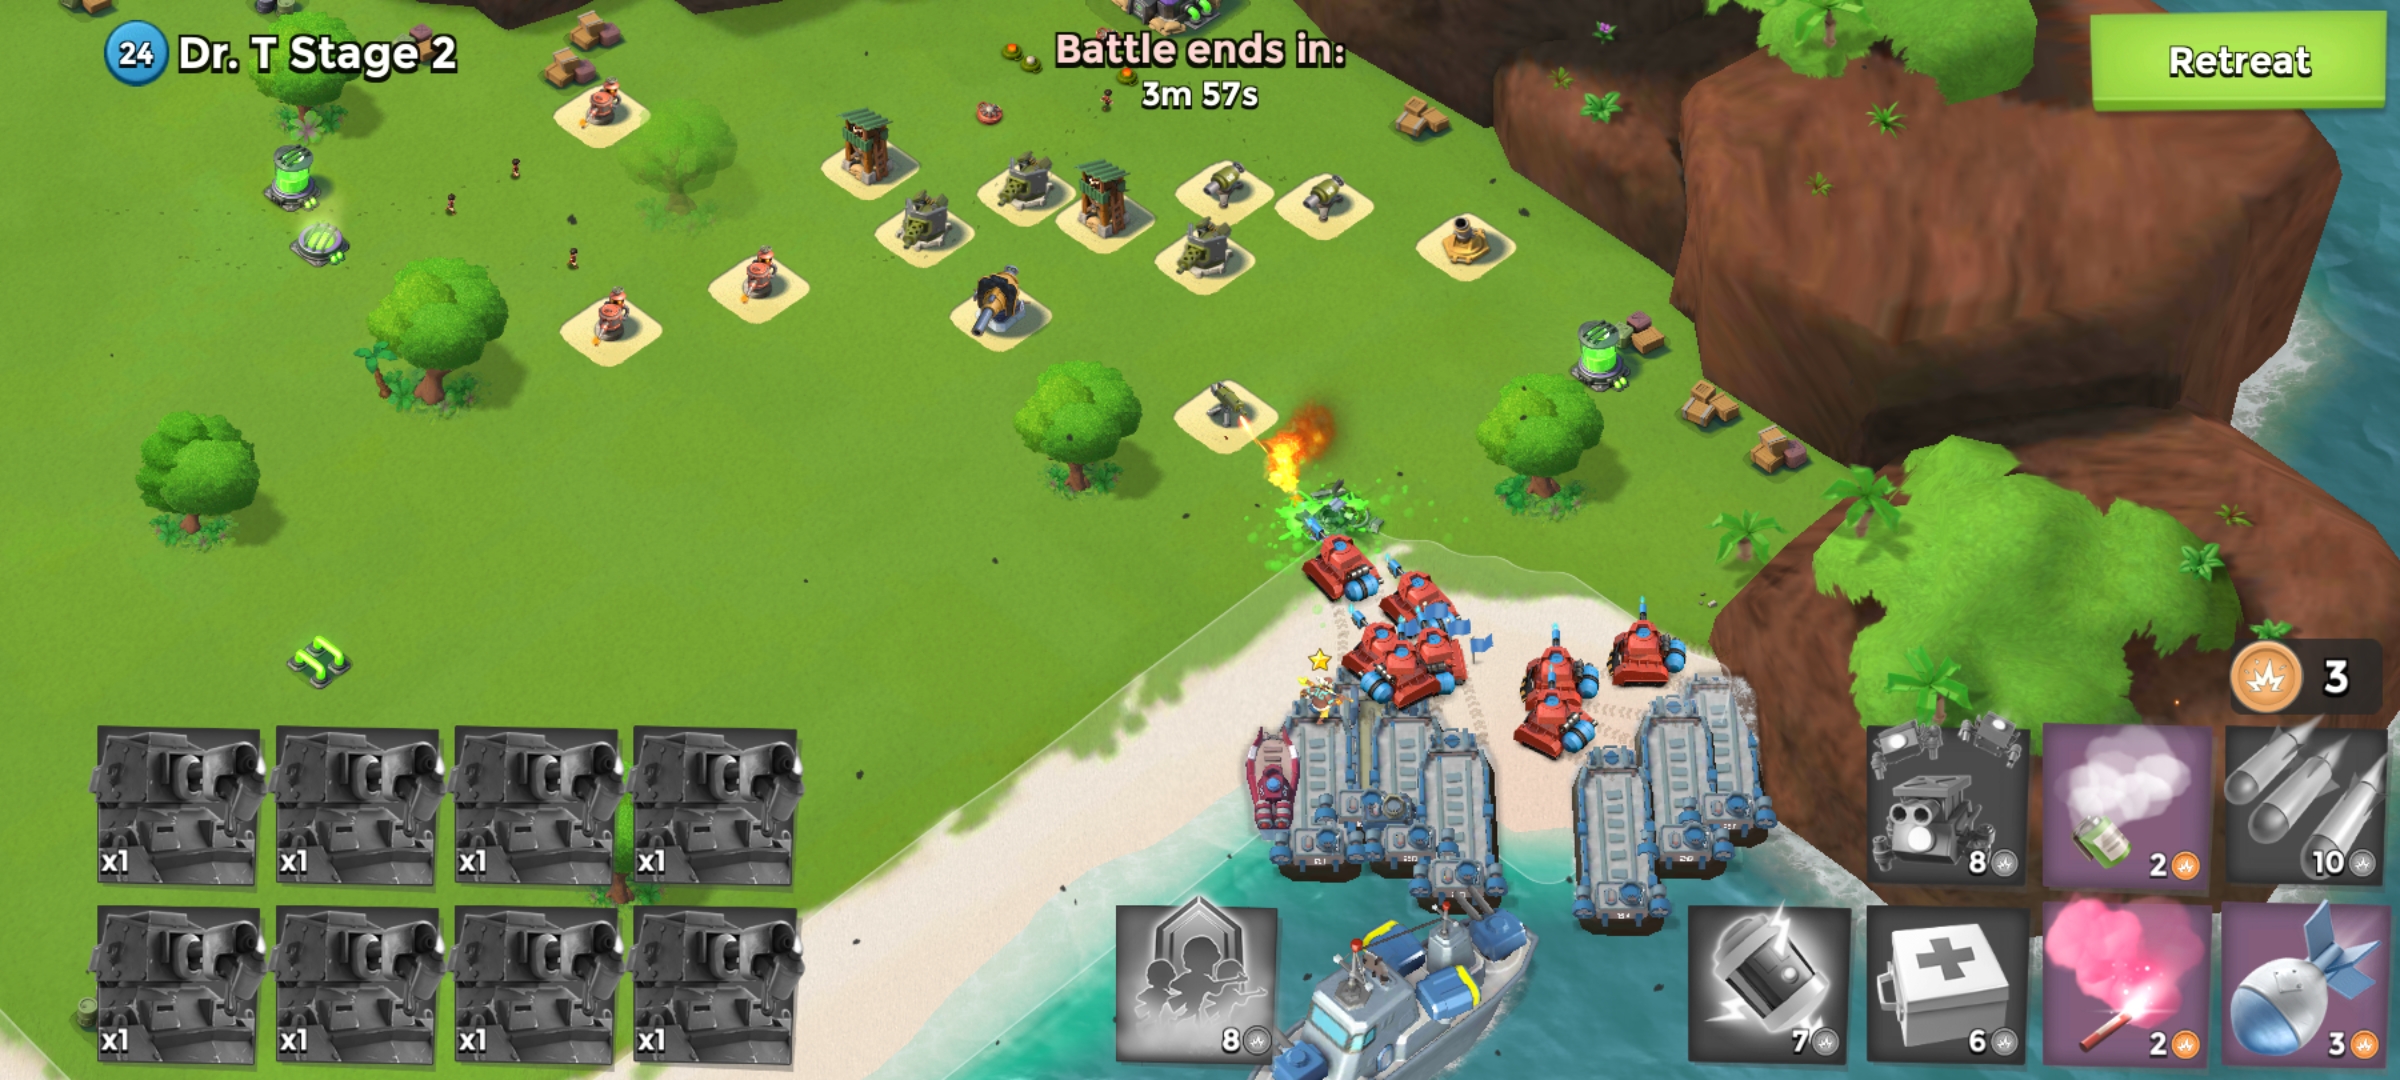 24 Dr. T Stage 2
Battle ends in:
3m 57s
Retreat
3
x1 x1 x1 x1
8 2 10
x1 x1 x1 x1
8 7 6 2 3